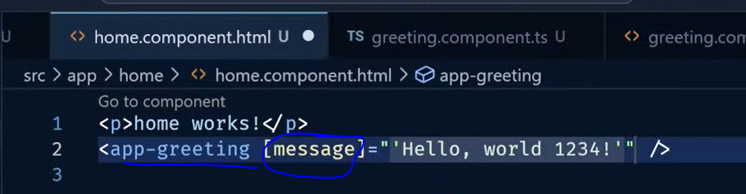 U <> home.component.html U ● TS greeting.component.ts U <> greeting.co
src > app > home > <> home.component.html > app-greeting
Go to component
1 <p>home works!</p>
2 <app-greeting [message]="'Hello, world 1234!'" />
3